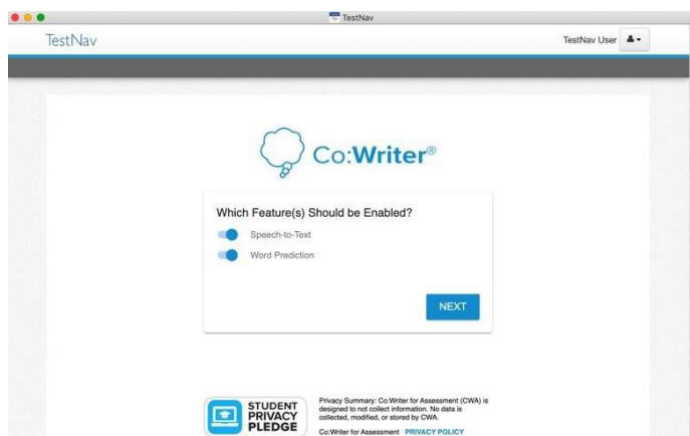 TestNav
TestNav
TestNav User
Co:Writer®
Which Feature(s) Should be Enabled?
Speech-to-Text
Word Prediction
NEXT
STUDENT
PRIVACY
PLEDGE
Privacy Summary: Co:Writer for Assessment (CWA) is
designed to not collect information. No data is
collected, modified, or stored by CWA.
Co:Writer for Assessment PRIVACY POLICY